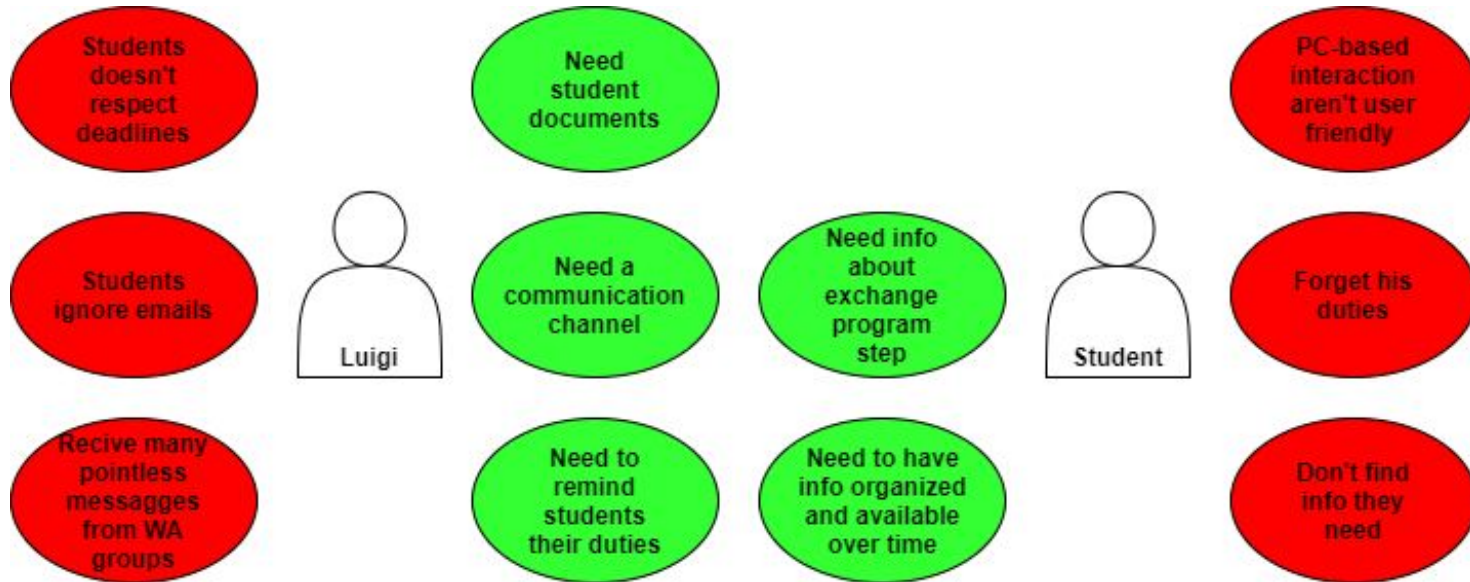 Students
doesn't
respect
deadlines
Need
student
documents
PC-based
interaction
aren't user
friendly
Students
ignore emails
Luigi
Need a
communication
channel
Need info
about
exchange
program
step
Student
Forget his
duties
Recive many
pointless
messagges
from WA
groups
Need to
remind
students
their duties
Need to have
info organized
and available
over time
Don't find
info they
need